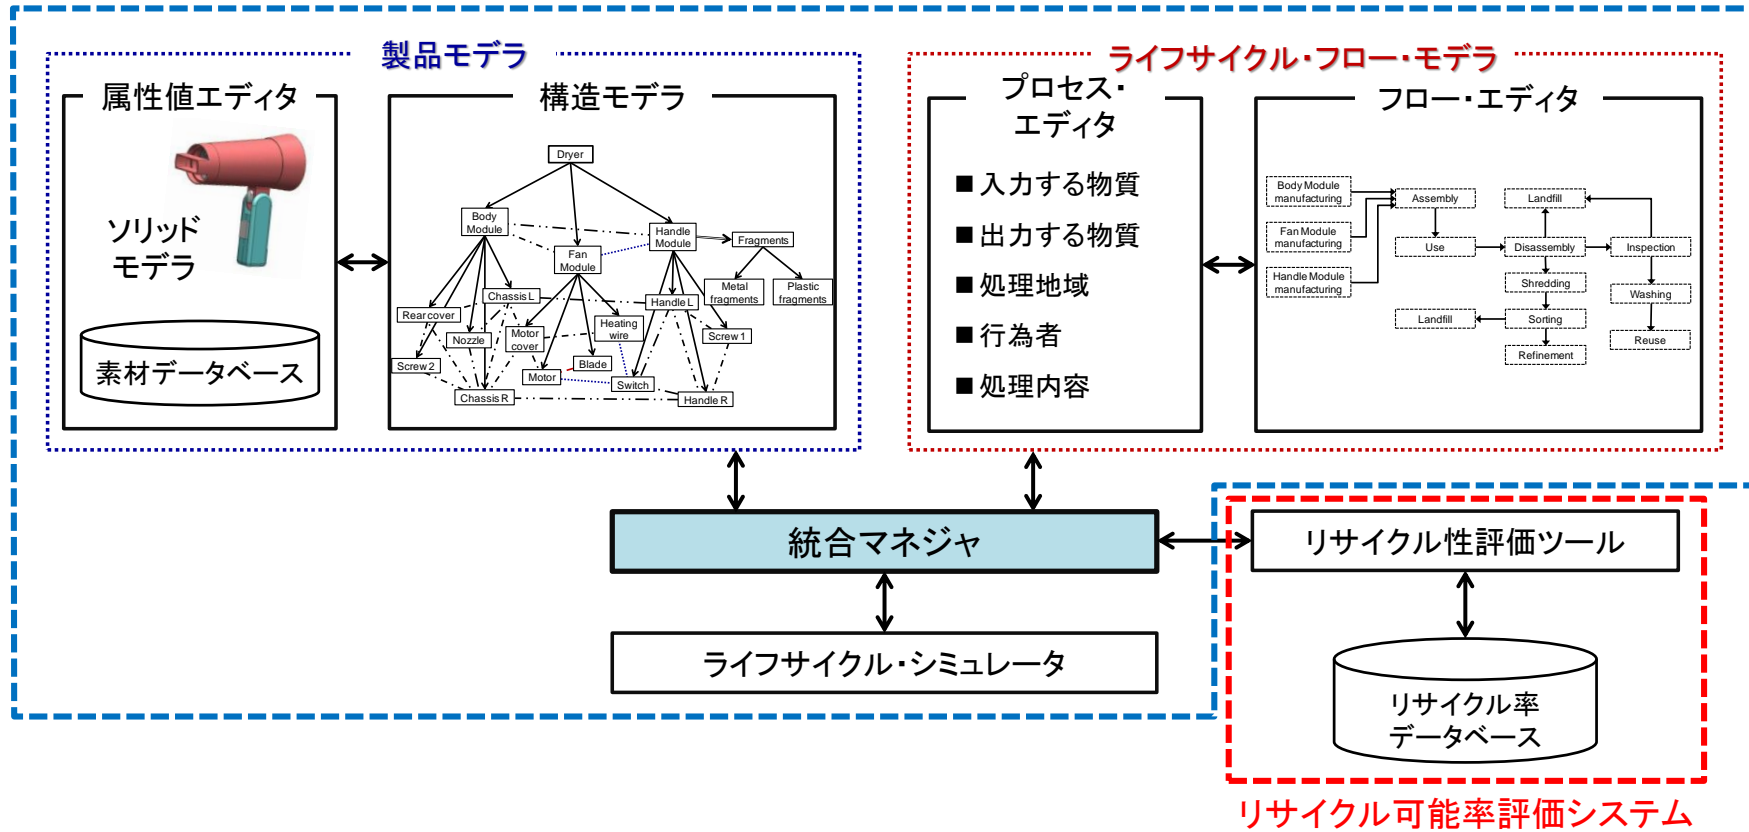 製品モデラ
属性値エディタ
ソリッド
モデラ
素材データベース
構造モデラ
Dryer
Body
Module
Handle
Module
Fragments
Fan
Module
Metal
fragments
Plastic
fragments
Chassis L
Handle L
Rear cover
Nozzle
Motor
cover
Heating
wire
Screw 1
Screw 2
Motor
Blade
Switch
Chassis R
Handle R
ライフサイクル・フロー・モデラ
プロセス・
エディタ
■ 入力する物質
■ 出力する物質
■ 処理地域
■ 行為者
■ 処理内容
フロー・エディタ
Body Module
manufacturing
Assembly
Landfill
Fan Module
manufacturing
Use
Disassembly
Inspection
Handle Module
manufacturing
Shredding
Washing
Landfill
Sorting
Reuse
Refinement
統合マネジャ
リサイクル性評価ツール
ライフサイクル・シミュレータ
リサイクル率
データベース
リサイクル可能率評価システム